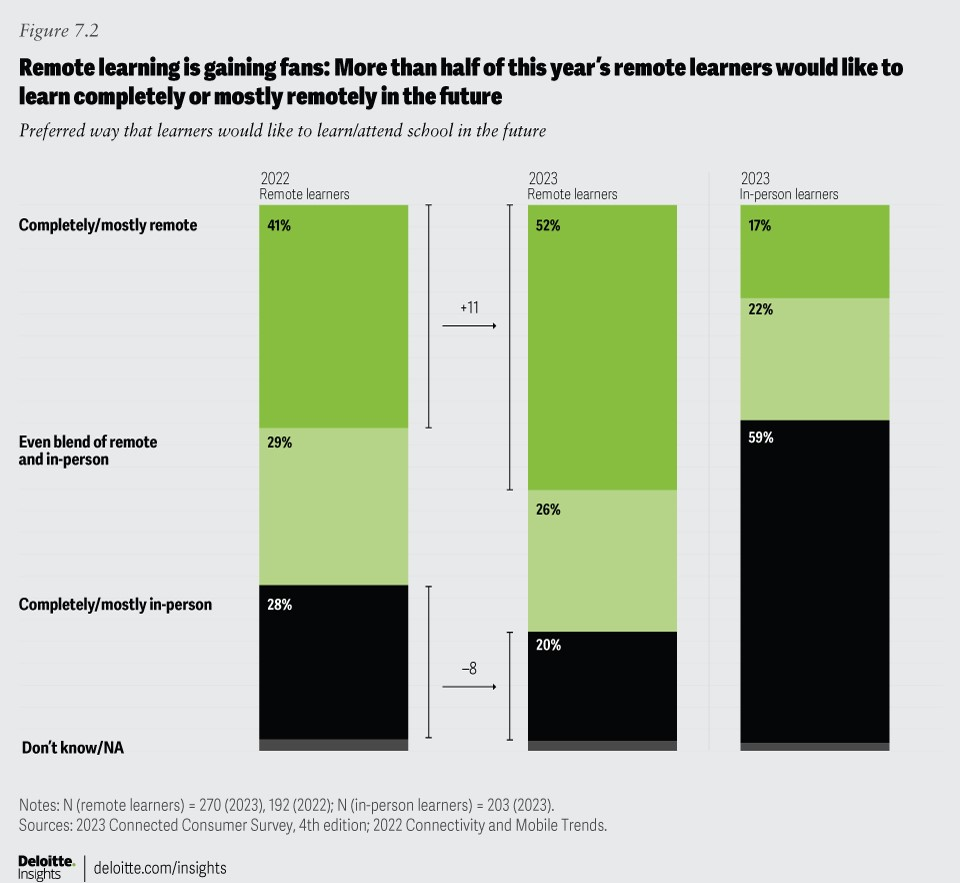 Figure 7.2
Remote learning is gaining fans: More than half of this year's remote learners would like to
learn completely or mostly remotely in the future
Preferred way that learners would like to learn/attend school in the future
2022
Remote learners
2023
Remote learners
2023
In-person learners
Completely/mostly remote
41%
52%
17%
+11
22%
Even blend of remote
and in-person
29%
59%
26%
Completely/mostly in-person
28%
20%
–8
Don't know/NA
Notes: N (remote learners) = 270 (2023), 192 (2022); N (in-person learners) = 203 (2023).
Sources: 2023 Connected Consumer Survey, 4th edition; 2022 Connectivity and Mobile Trends.
Deloitte.
Insights
deloitte.com/insights